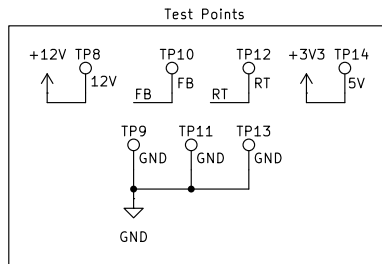 Test Points
+12V TP8 TP10 TP12 +3V3 TP14
12V FB FB RT RT 5V
TP9 TP11 TP13
GND GND GND
GND